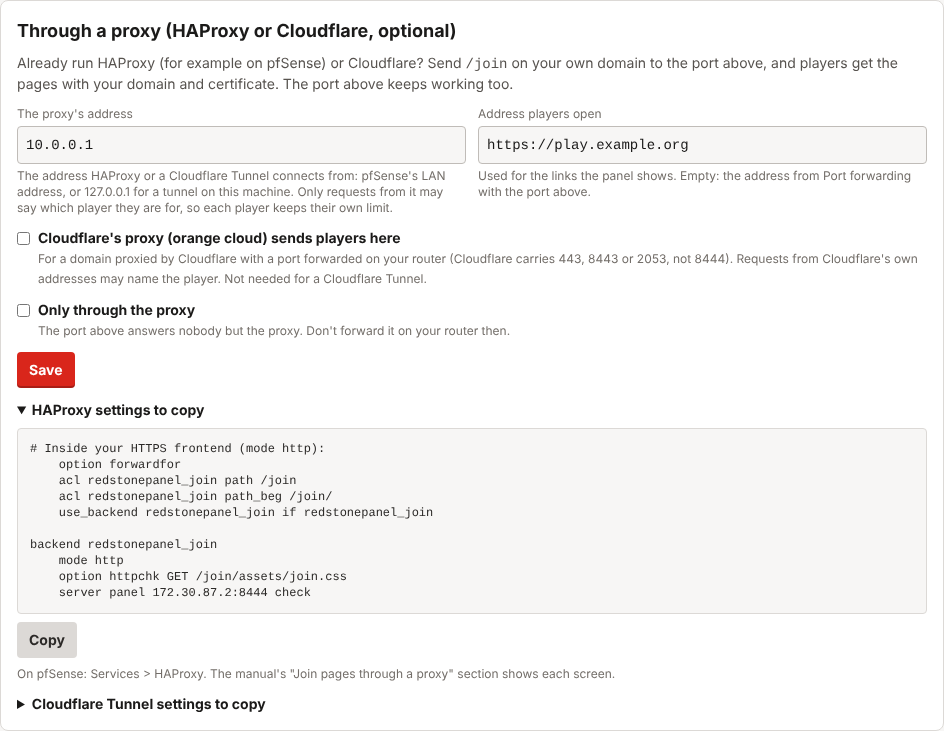 Through a proxy (HAProxy or Cloudflare, optional)
Already run HAProxy (for example on pfSense) or Cloudflare? Send /join on your own domain to the port above, and players get the
pages with your domain and certificate. The port above keeps working too.
The proxy's address
10.0.0.1
The address HAProxy or a Cloudflare Tunnel connects from: pfSense's LAN
address, or 127.0.0.1 for a tunnel on this machine. Only requests from it may
say which player they are for, so each player keeps their own limit.
Address players open
https://play.example.org
Used for the links the panel shows. Empty: the address from Port forwarding
with the port above.
Cloudflare's proxy (orange cloud) sends players here
For a domain proxied by Cloudflare with a port forwarded on your router (Cloudflare carries 443, 8443 or 2053, not 8444). Requests from Cloudflare's own
addresses may name the player. Not needed for a Cloudflare Tunnel.
Only through the proxy
The port above answers nobody but the proxy. Don't forward it on your router then.
Save
HAProxy settings to copy
# Inside your HTTPS frontend (mode http):
    option forwardfor
    acl redstonepanel_join path /join
    acl redstonepanel_join path_beg /join/
    use_backend redstonepanel_join if redstonepanel_join
backend redstonepanel_join
    mode http
    option httpchk GET /join/assets/join.css
    server panel 172.30.87.2:8444 check
Copy
On pfSense: Services > HAProxy. The manual's "Join pages through a proxy" section shows each screen.
Cloudflare Tunnel settings to copy